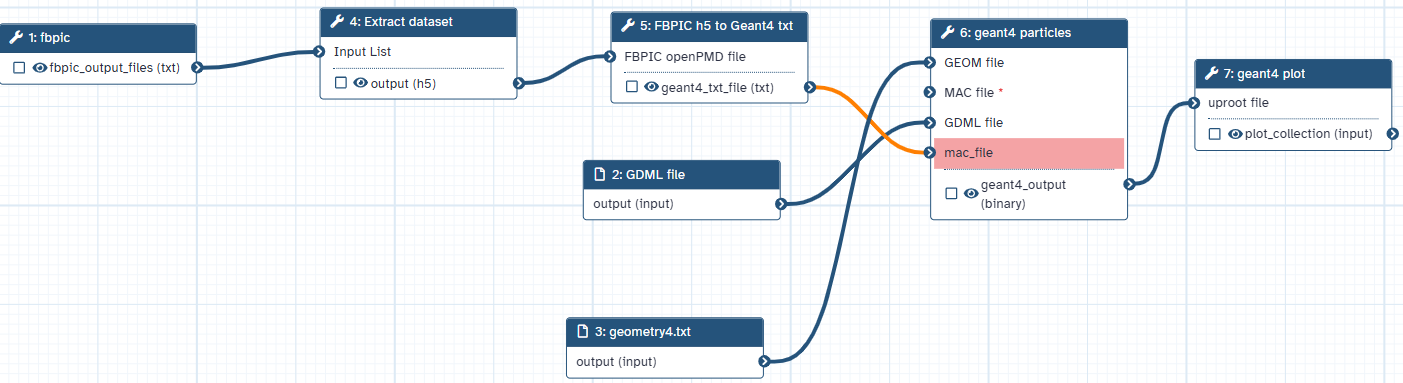 1: fbpic
fbpic_output_files (txt)
4: Extract dataset
Input List
output (h5)
5: FBPIC h5 to Geant4 txt
FBPIC openPMD file
geant4_txt_file (txt)
2: GDML file
output (input)
3: geometry4.txt
output (input)
6: geant4 particles
GEOM file
MAC file *
GDML file
mac_file
geant4_output
(binary)
7: geant4 plot
uproot file
plot_collection (input)